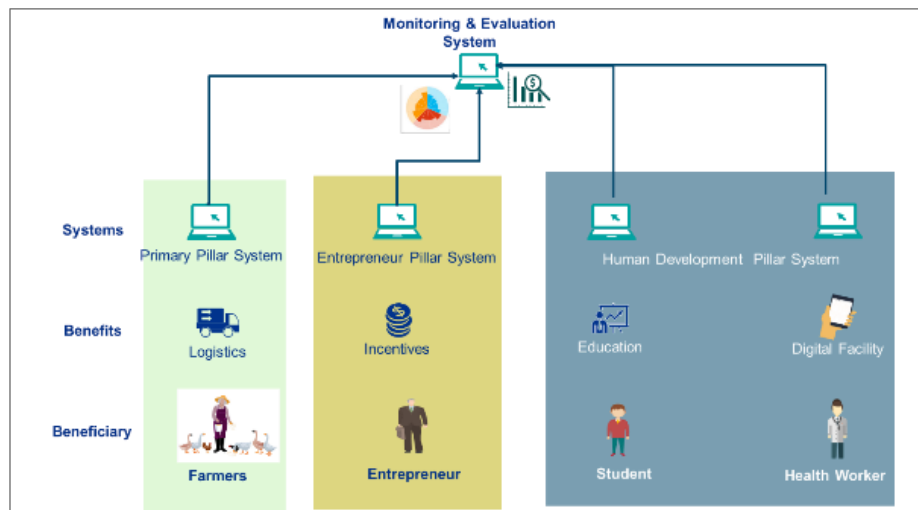 Monitoring & Evaluation
System
Systems
Primary Pillar System
Entrepreneur Pillar System
Human Development Pillar System
Benefits
Logistics
Incentives
Education
Digital Facility
Beneficiary
Farmers
Entrepreneur
Student
Health Worker